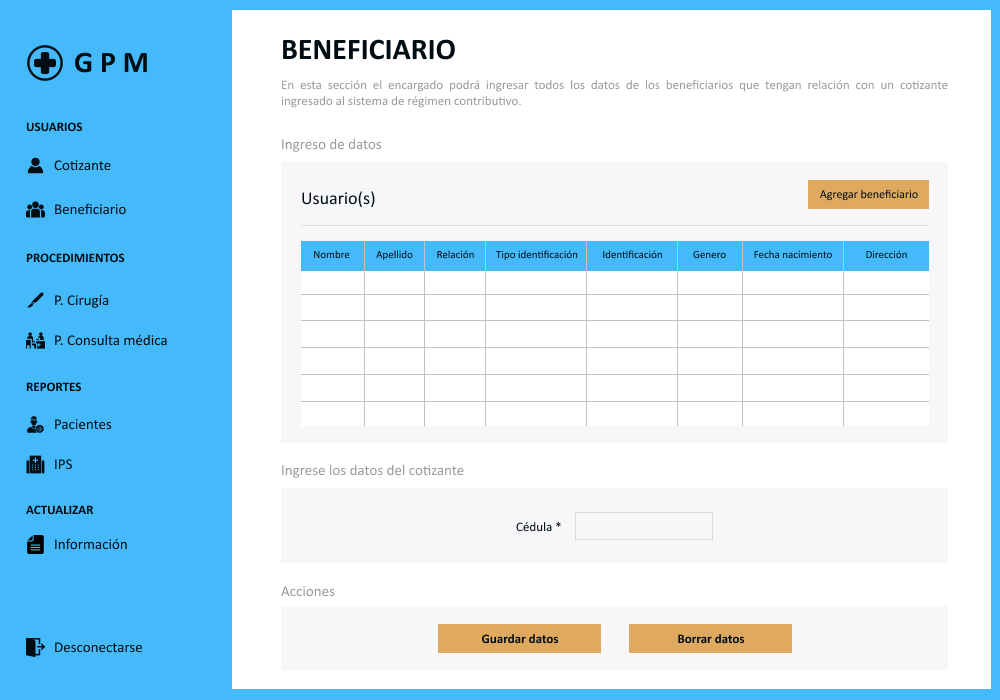 G P M
USUARIOS
Cotizante
Beneficiario
PROCEDIMIENTOS
P. Cirugía
P. Consulta médica
REPORTES
Pacientes
IPS
ACTUALIZAR
Información
Desconectarse
BENEFICIARIO
En esta sección el encargado podrá ingresar todos los datos de los beneficiarios que tengan relación con un cotizante
ingresado al sistema de régimen contributivo.
Ingreso de datos
Usuario(s)
Agregar beneficiario
Nombre Apellido Relación Tipo identificación Identificación Genero Fecha nacimiento Dirección
Ingrese los datos del cotizante
Cédula *
Acciones
Guardar datos Borrar datos